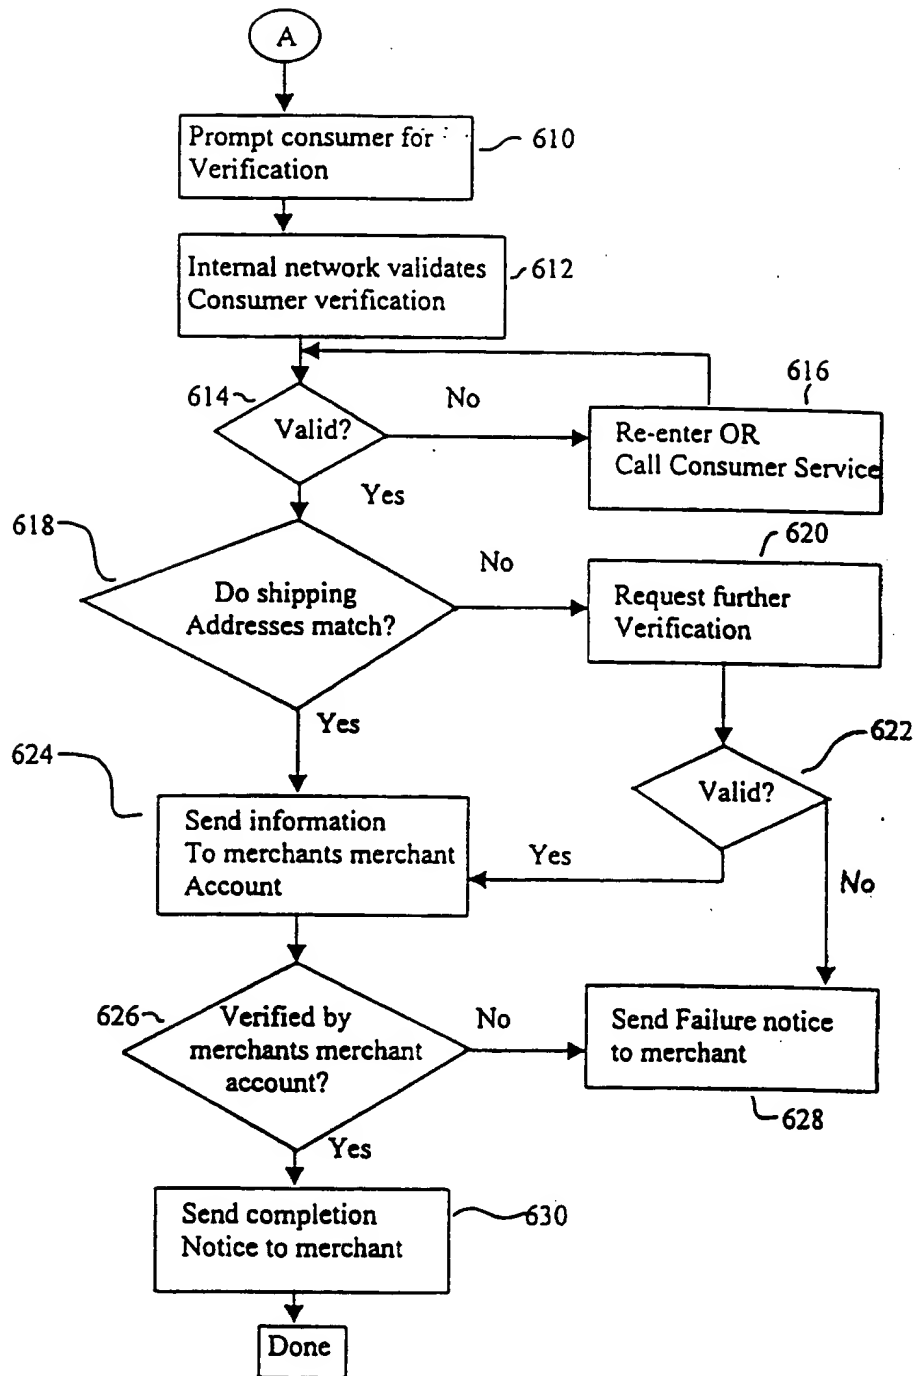 A
Prompt consumer for
Verification
610
Internal network validates
Consumer verification
612
614
Valid?
No
616
Re-enter OR
Call Consumer Service
Yes
618
Do shipping
Addresses match?
No
620
Request further
Verification
Yes
622
Valid?
624
Send information
To merchants merchant
Account
Yes
No
626
Verified by
merchants merchant
account?
No
Send Failure notice
to merchant
628
Yes
Send completion
Notice to merchant
630
Done